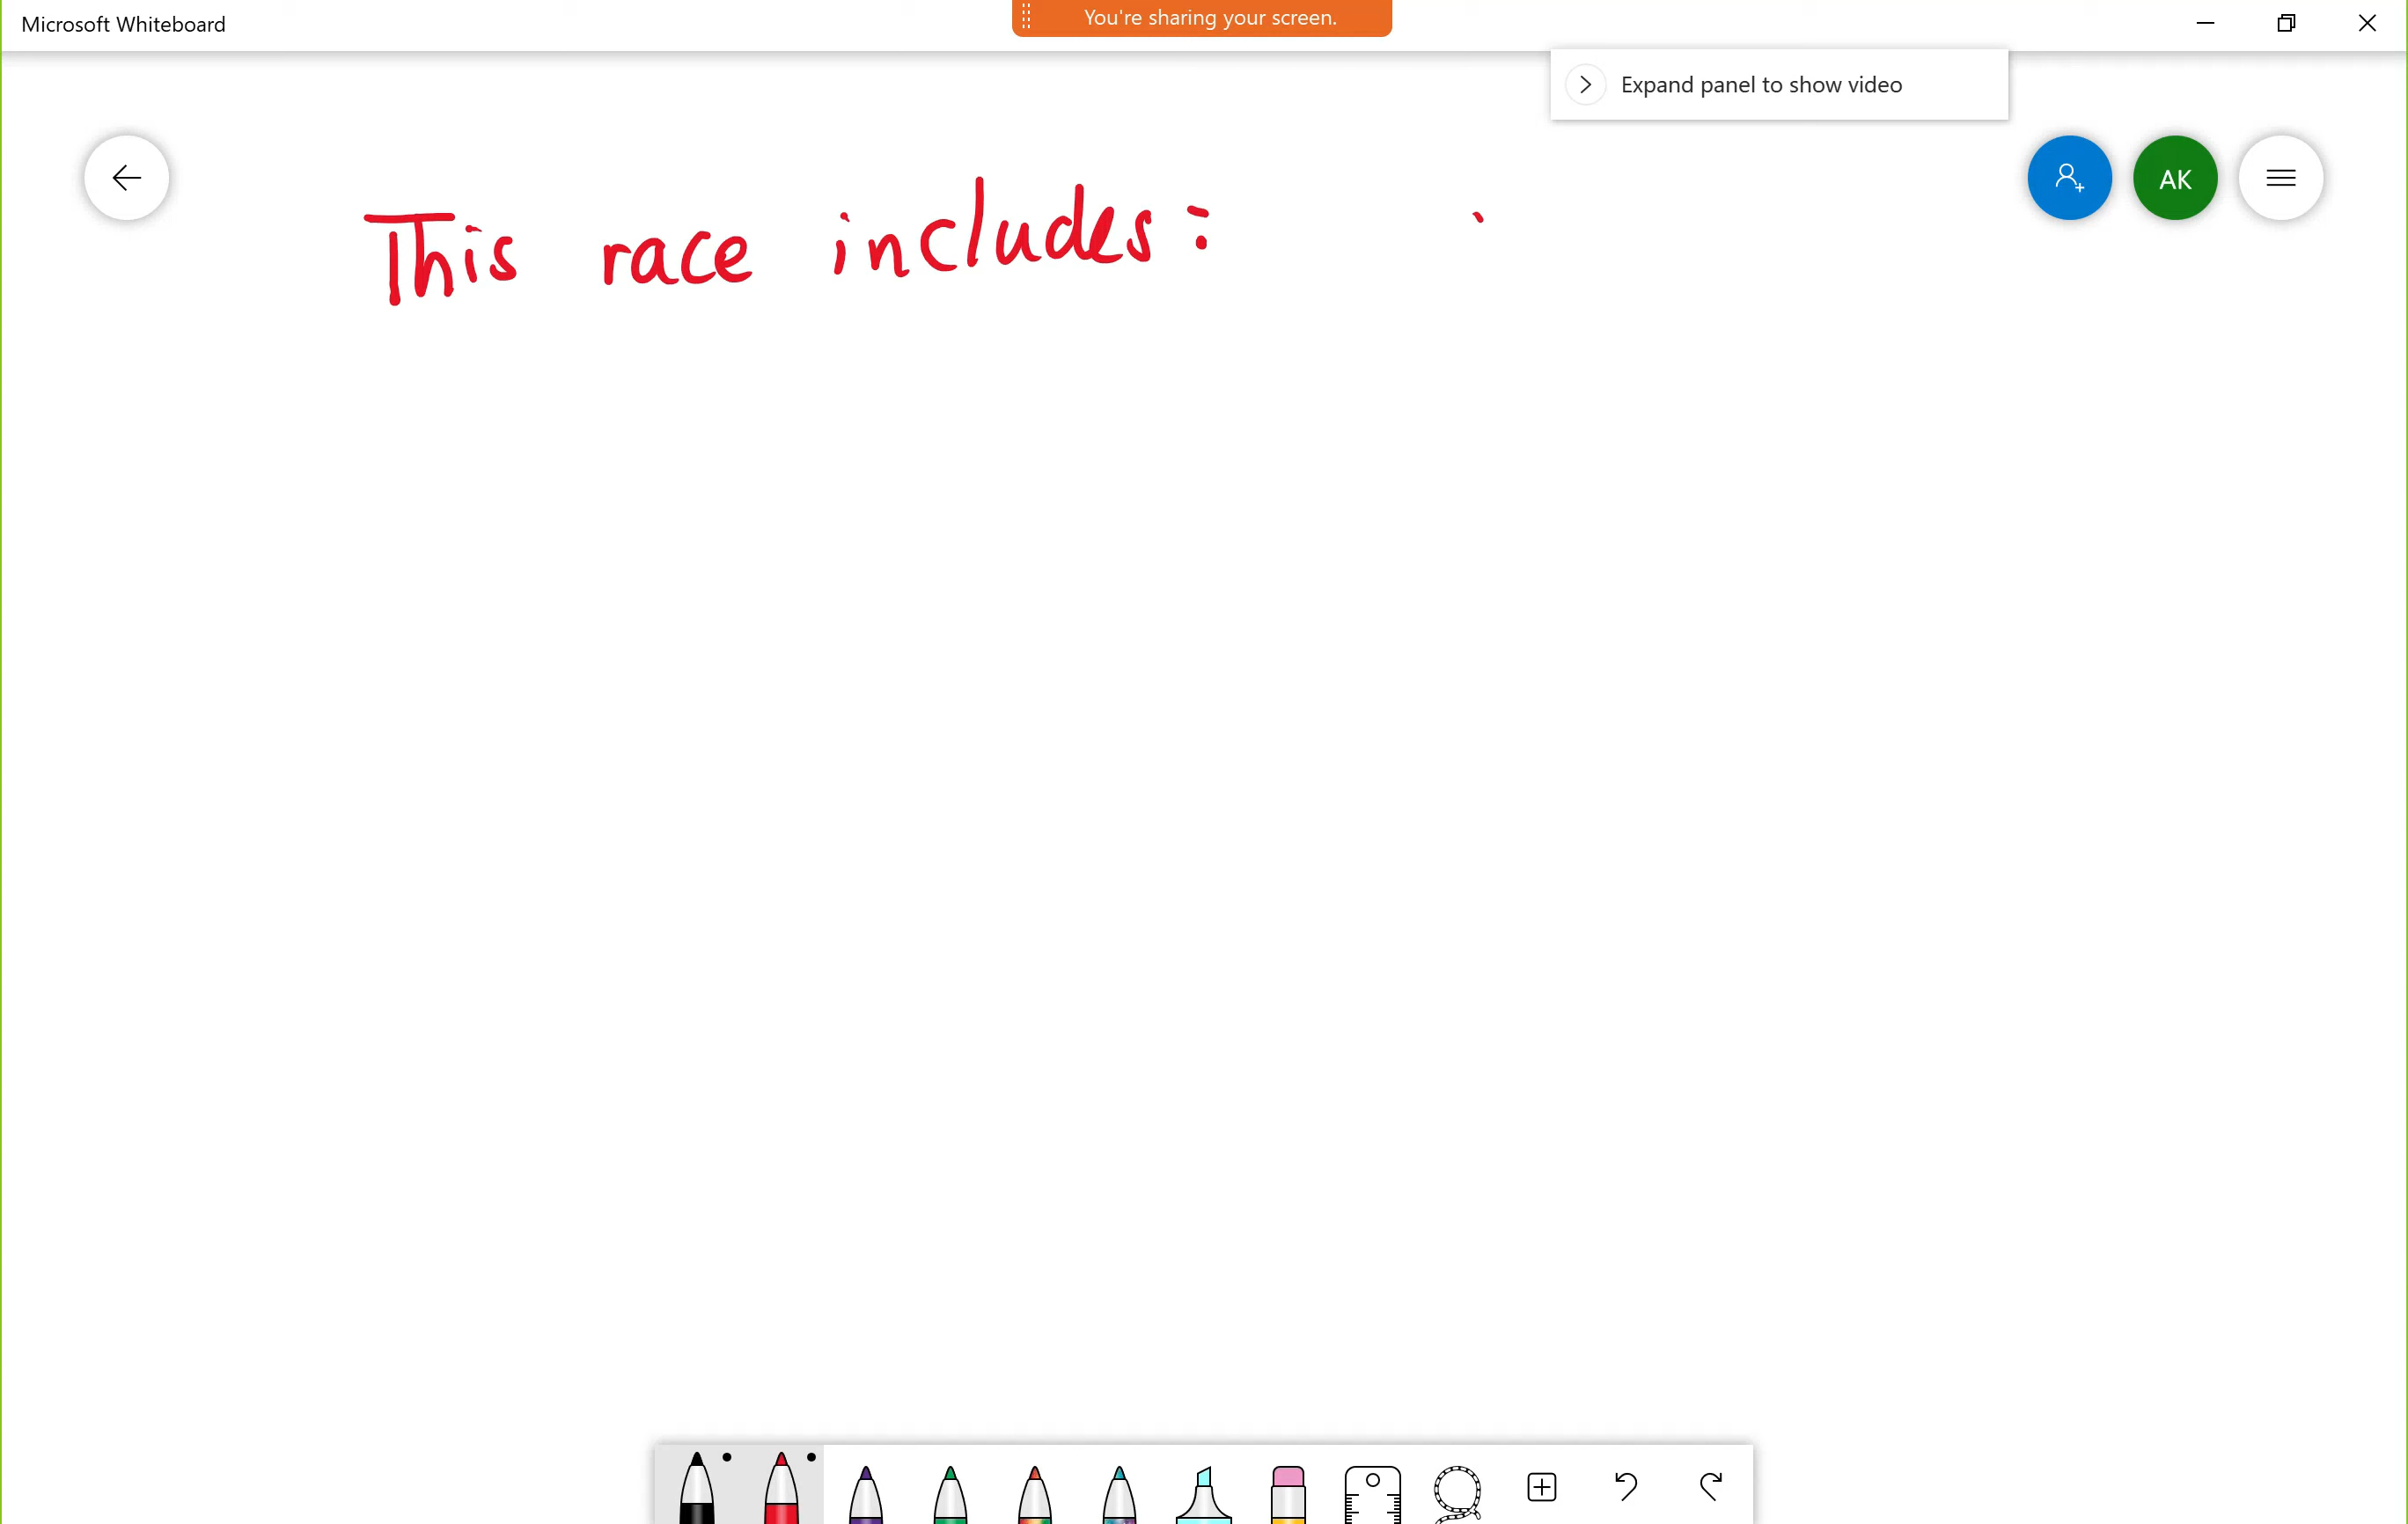 Microsoft Whiteboard
You're sharing your screen.
Expand panel to show video
AK
This race includes: